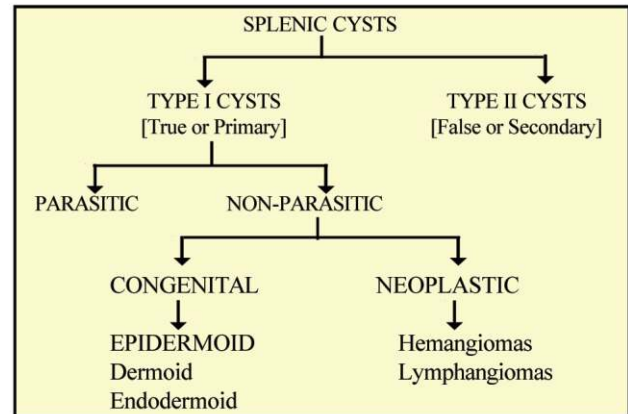 SPLENIC CYSTS
TYPE I CYSTS
[True or Primary]
TYPE II CYSTS
[False or Secondary]
PARASITIC
NON-PARASITIC
CONGENITAL
NEOPLASTIC
EPIDERMOID
Dermoid
Endodermoid
Hemangiomas
Lymphangiomas